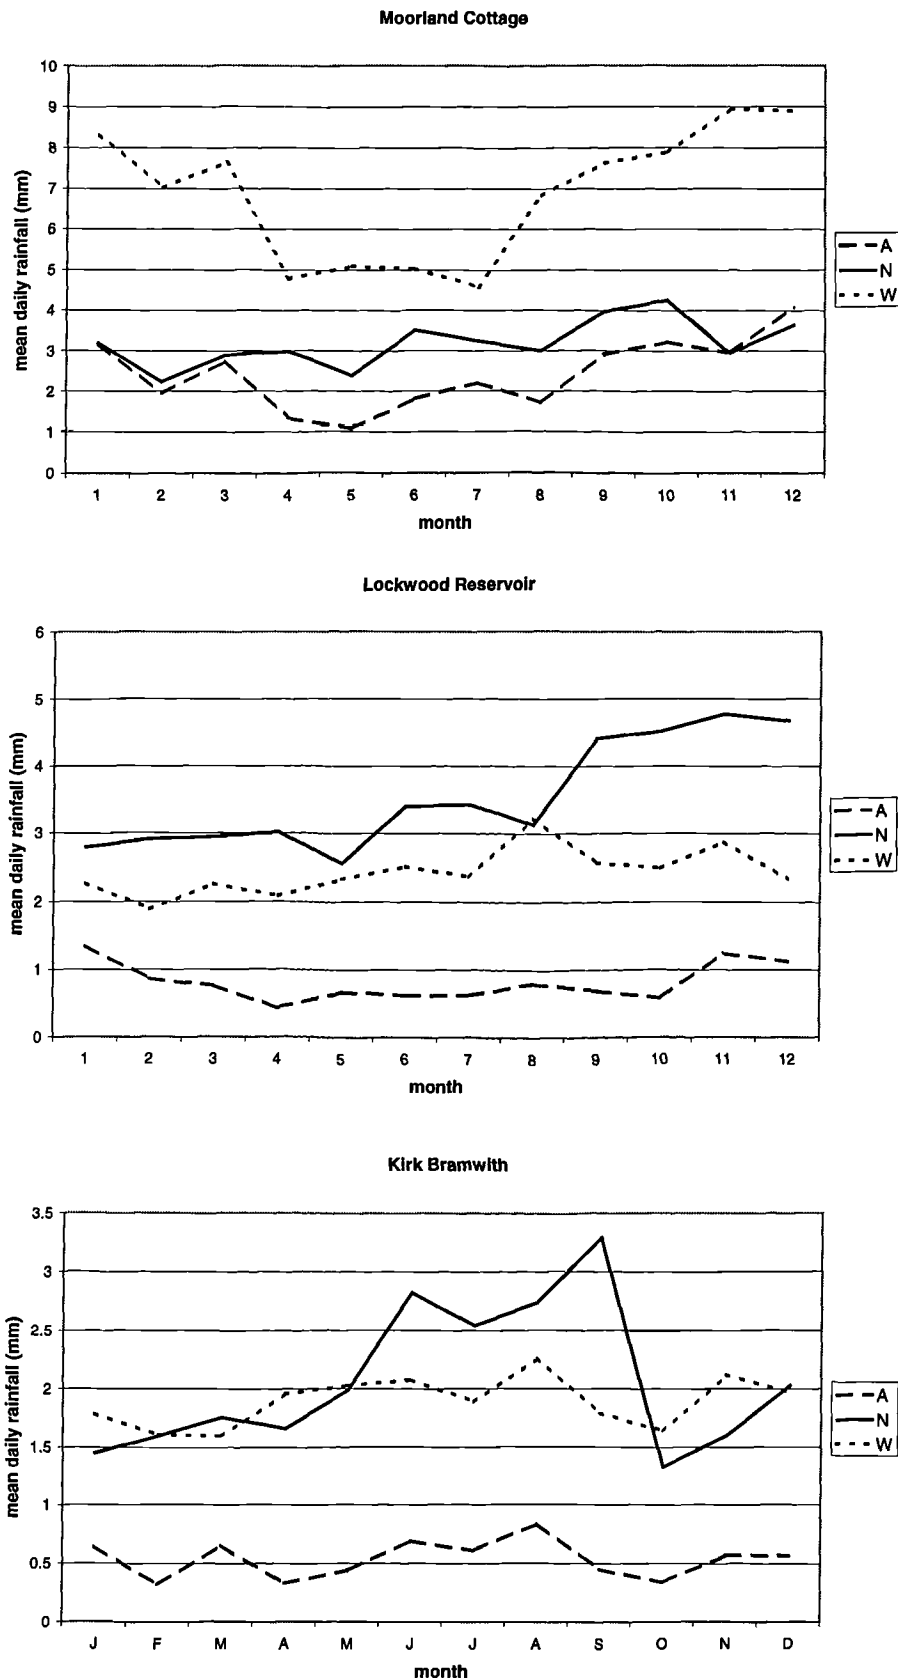 Moorland Cottage
10
9
8
7
6
5
4
3
2
1
0
mean daily rainfall (mm)
1 2 3 4 5 6 7 8 9 10 11 12
month
A
N
W
Lockwood Reservoir
6
5
4
3
2
1
0
mean daily rainfall (mm)
1 2 3 4 5 6 7 8 9 10 11 12
month
A
N
W
Kirk Bramwith
3.5
3
2.5
2
1.5
1
0.5
0
mean daily rainfall (mm)
J F M A M J J A S O N D
month
A
N
W